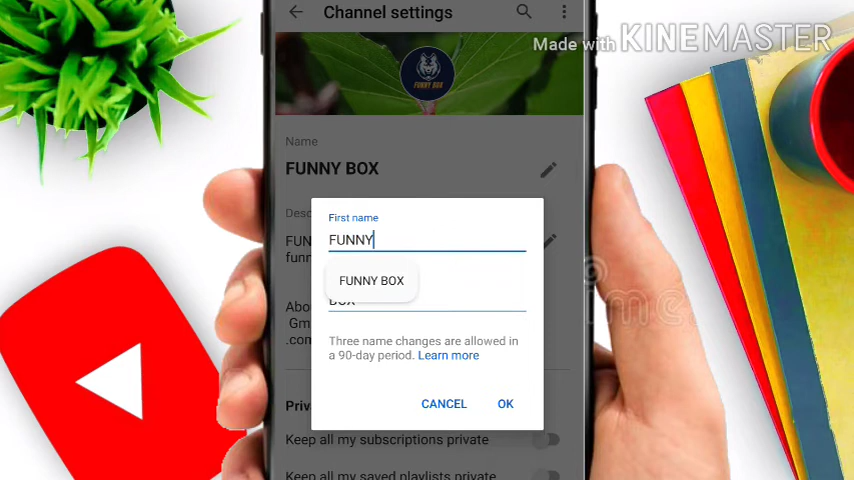 Channel settings
Made with KINEMASTER
FUNNY BOX
Name
FUNNY BOX
First name
FUNNY
FUNNY BOX
BOX
Three name changes are allowed in
a 90-day period. Learn more
CANCEL OK
Keep all my subscriptions private
Keep all my saved playlists private